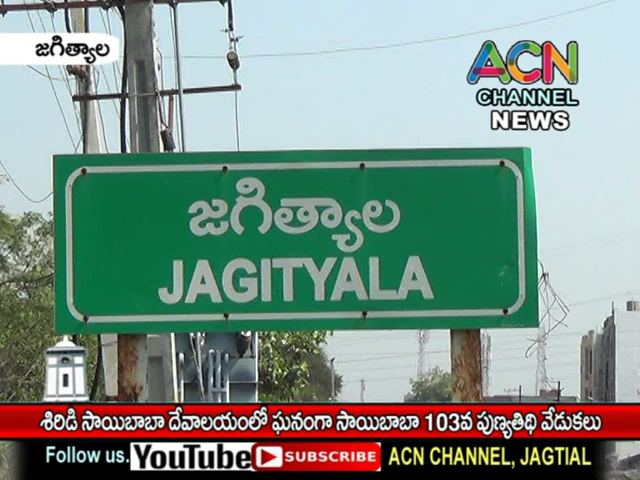 జగిత్యాల
ACN
CHANNEL
NEWS
జగిత్యాల
JAGITYALA
శిరిడి సాయిబాబా దేవాలయంలో ఘనంగా సాయిబాబా 103వ పుణ్యతిథి వేడుకలు
Follow us. YouTube SUBSCRIBE ACN CHANNEL, JAGTIAL